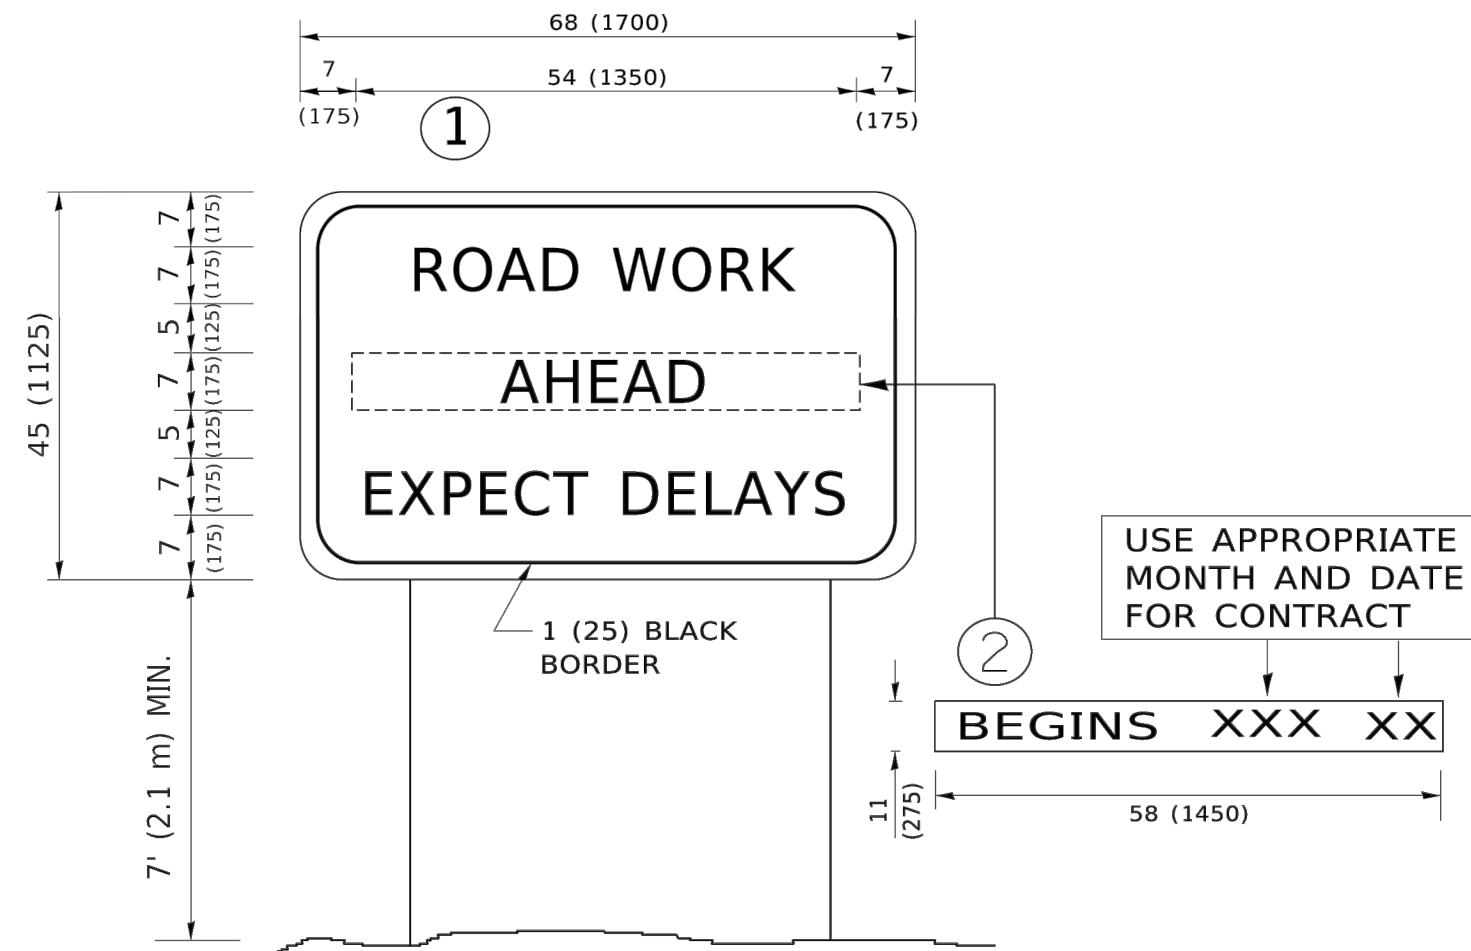 68 (1700)
7
54 (1350)
7
(175)
(175)
1
7
(175)
7
(175)
5
(125)
7
(175)
5
(125)
7
(175)
7
(175)
45 (1125)
ROAD WORK
AHEAD
EXPECT DELAYS
1 (25) BLACK
BORDER
7' (2.1 m) MIN.
2
USE APPROPRIATE
MONTH AND DATE
FOR CONTRACT
BEGINS XXX XX
11
(275)
58 (1450)